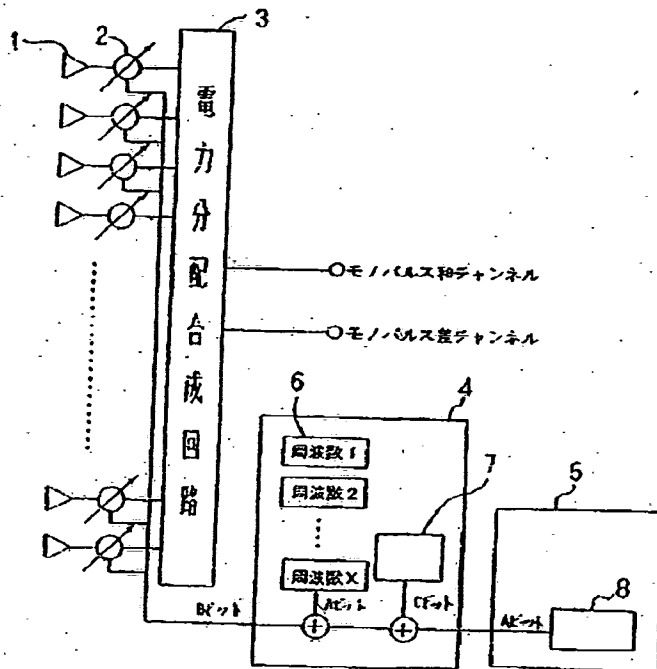 1
2
3
電力分配合成回路
モノパルス和チャンネル
モノパルス差チャンネル
4
6
周波数1
周波数2
7
5
周波数X
Bビット
Aビット
Cビット
Aビット
8